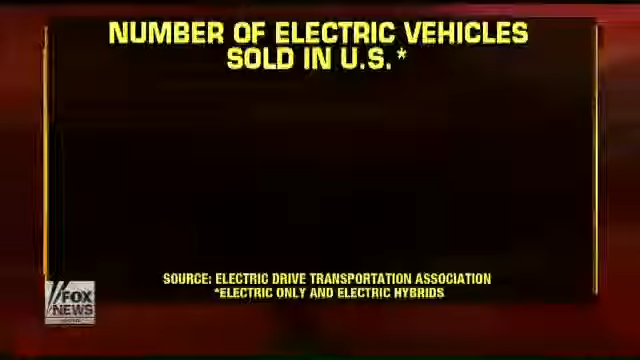 NUMBER OF ELECTRIC VEHICLES
SOLD IN U.S.*
SOURCE: ELECTRIC DRIVE TRANSPORTATION ASSOCIATION
*ELECTRIC ONLY AND ELECTRIC HYBRIDS
FOX
NEWS